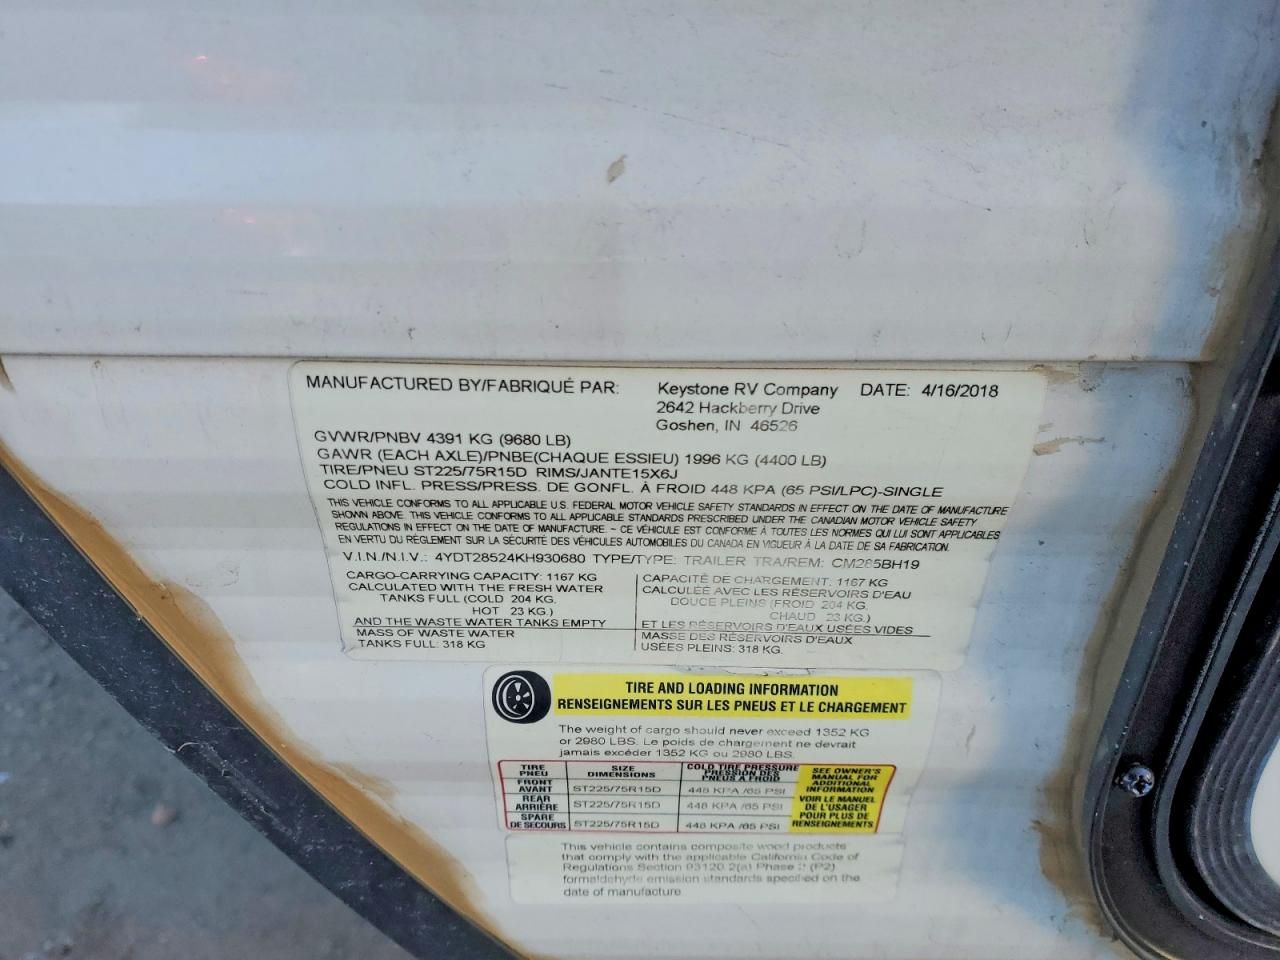 MANUFACTURED BY/FABRIQUÉ PAR: Keystone RV Company DATE: 4/16/2018
2642 Hackberry Drive
Goshen, IN 46526
GVWR/PNBV 4391 KG (9680 LB)
GAWR (EACH AXLE)/PNBE(CHAQUE ESSIEU) 1996 KG (4400 LB)
TIRE/PNEU ST225/75R15D RIMS/JANTE15X6J
COLD INFL. PRESS/PRESS. DE GONFL. À FROID 448 KPA (65 PSI/LPC)-SINGLE
THIS VEHICLE CONFORMS TO ALL APPLICABLE U.S. FEDERAL MOTOR VEHICLE SAFETY STANDARDS IN EFFECT ON THE DATE OF MANUFACTURE
SHOWN ABOVE. THIS VEHICLE CONFORMS TO ALL APPLICABLE STANDARDS PRESCRIBED UNDER THE CANADIAN MOTOR VEHICLE SAFETY
REGULATIONS IN EFFECT ON THE DATE OF MANUFACTURE - CE VÉHICULE EST CONFORME À TOUTES LES NORMES QUI LUI SONT APPLICABLES
EN VERTU DU RÈGLEMENT SUR LA SÉCURITÉ DES VÉHICULES AUTOMOBILES DU CANADA EN VIGUEUR À LA DATE DE SA FABRICATION.
V.I.N/N.I.V.: 4YDT28524KH930680 TYPE/TYPE: TRAILER TRA/REM: CM285BH19
CARGO-CARRYING CAPACITY: 1167 KG
CALCULATED WITH THE FRESH WATER
TANKS FULL (COLD 204 KG.
HOT 23 KG.)
AND THE WASTE WATER TANKS EMPTY
MASS OF WASTE WATER
TANKS FULL: 318 KG
CAPACITÉ DE CHARGEMENT: 1167 KG
CALCULÉE AVEC LES RÉSERVOIRS D'EAU
DOUCE PLEINS (FROID 204 KG.
CHAUD 23 KG.)
ET LES RÉSERVOIRS D'EAUX USÉES VIDES
MASSE DES RÉSERVOIRS D'EAUX
USÉES PLEINS: 318 KG.
TIRE AND LOADING INFORMATION
RENSEIGNEMENTS SUR LES PNEUS ET LE CHARGEMENT
The weight of cargo should never exceed 1352 KG
or 2980 LBS. Le poids de chargement ne devrait
jamais excéder 1352 KG ou 2980 LBS.
TIRE PNEU SIZE DIMENSIONS COLD TIRE PRESSURE PRESSION DES PNEUS A FROID
FRONT AVANT ST225/75R15D 448 KPA /65 PSI
REAR ARRIÈRE ST225/75R15D 448 KPA /65 PSI
SPARE DE SECOURS ST225/75R15D 448 KPA /65 PSI
SEE OWNER'S
MANUAL FOR
ADDITIONAL
INFORMATION
VOIR LE MANUEL
DE L'USAGER
POUR PLUS DE
RENSEIGNEMENTS
This vehicle contains composite wood products
that comply with the applicable California Code of
Regulations Section 93120.2(a) Phase 2 (P2)
formaldehyde emission standards specified on the
date of manufacture.